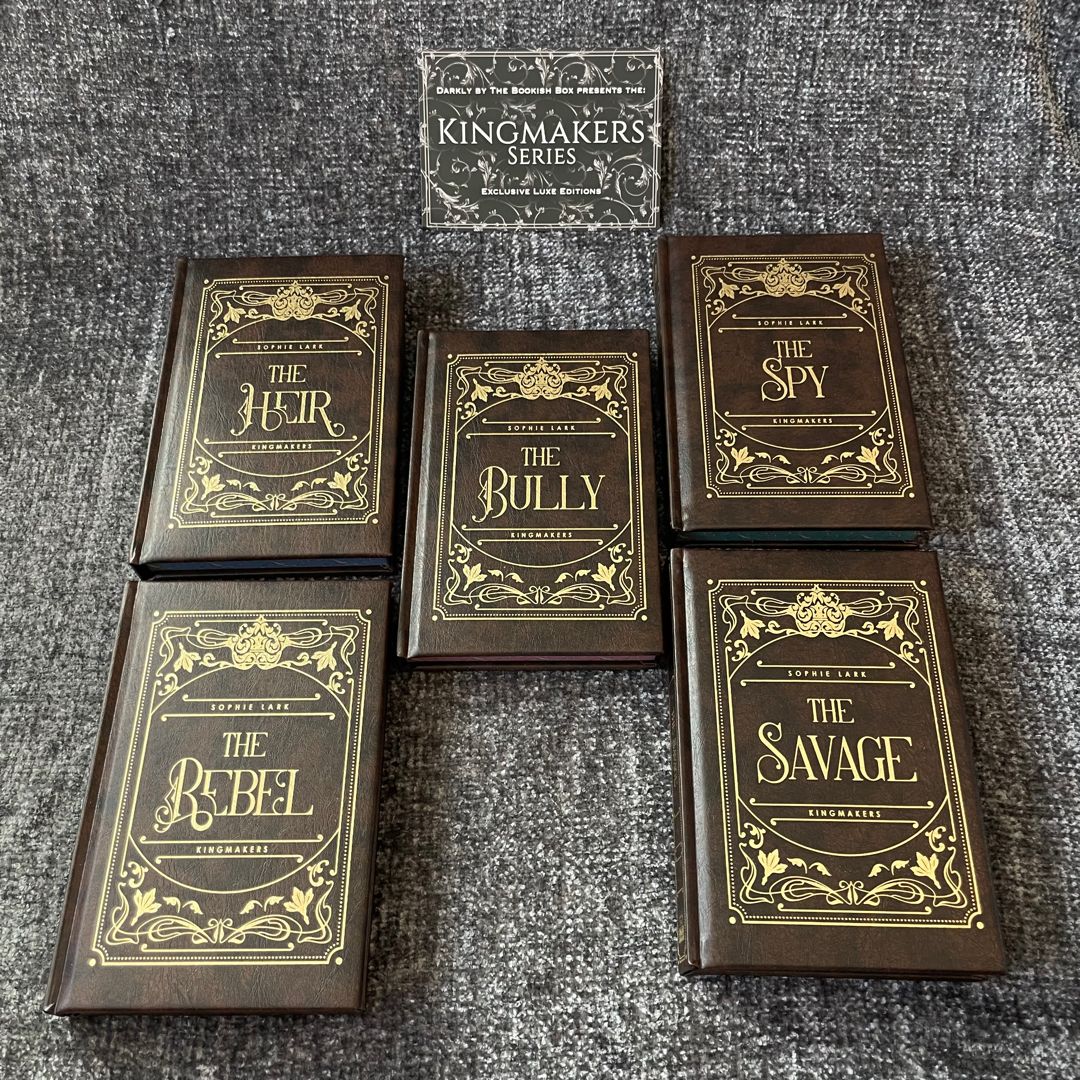 DARKLY BY THE BOOKISH BOX PRESENTS THE:
KINGMAKERS
SERIES
EXCLUSIVE LUXE EDITIONS
SOPHIE LARK
THE
HEIR
KINGMAKERS
SOPHIE LARK
THE
BULLY
KINGMAKERS
SOPHIE LARK
THE
SPY
KINGMAKERS
SOPHIE LARK
THE
REBEL
KINGMAKERS
SOPHIE LARK
THE
SAVAGE
KINGMAKERS